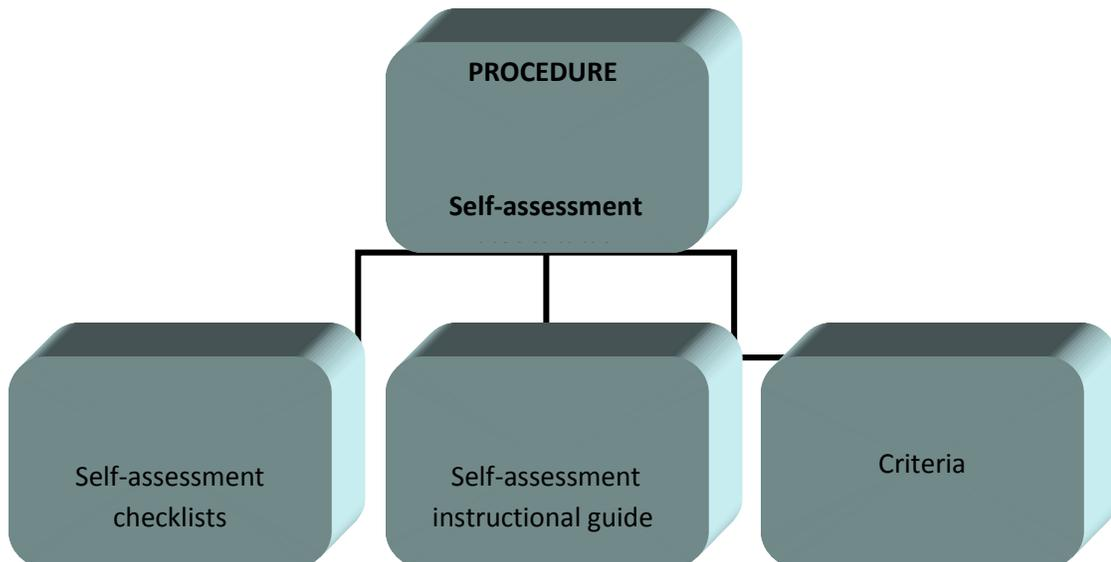 PROCEDURE
Self-assessment
Self-assessment
checklists
Self-assessment
instructional guide
Criteria